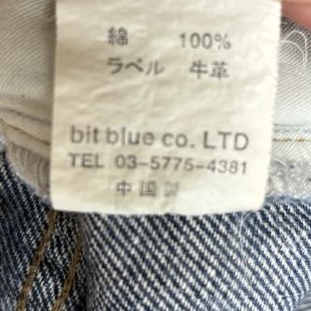 綿 100%
ラベル 牛革
bit blue co. LTD
TEL 03-5775-4381
中国製